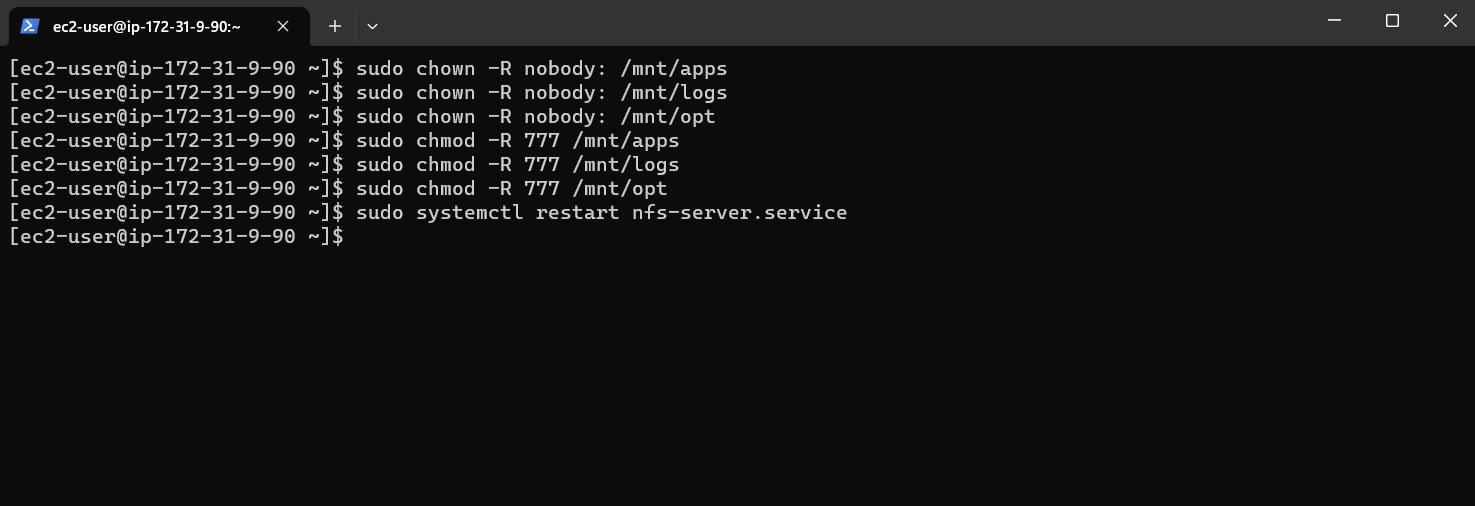 ec2-user@ip-172-31-9-90:~
[ec2-user@ip-172-31-9-90 ~]$ sudo chown -R nobody: /mnt/apps
[ec2-user@ip-172-31-9-90 ~]$ sudo chown -R nobody: /mnt/logs
[ec2-user@ip-172-31-9-90 ~]$ sudo chown -R nobody: /mnt/opt
[ec2-user@ip-172-31-9-90 ~]$ sudo chmod -R 777 /mnt/apps
[ec2-user@ip-172-31-9-90 ~]$ sudo chmod -R 777 /mnt/logs
[ec2-user@ip-172-31-9-90 ~]$ sudo chmod -R 777 /mnt/opt
[ec2-user@ip-172-31-9-90 ~]$ sudo systemctl restart nfs-server.service
[ec2-user@ip-172-31-9-90 ~]$